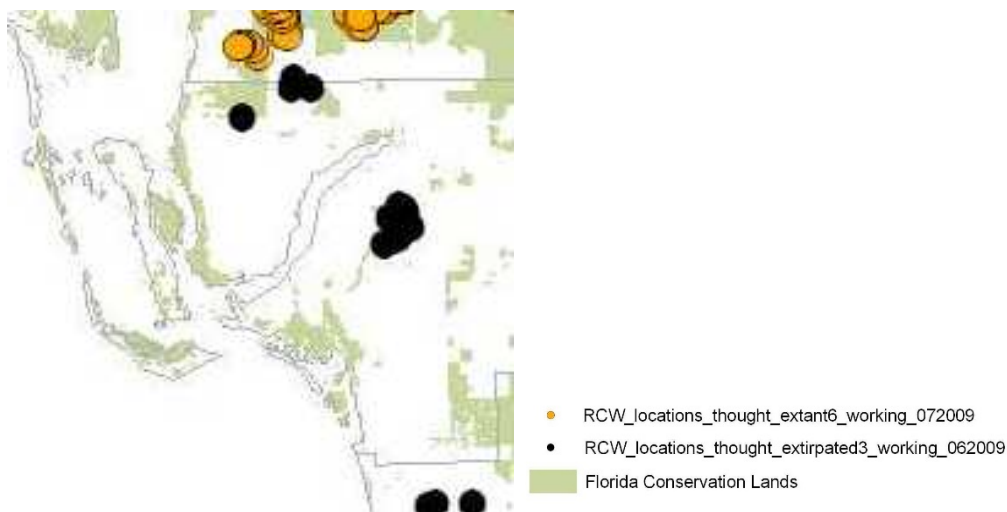 RCW_locations_thought_extant6_working_072009
RCW_locations_thought_extirpated3_working_062009
Florida Conservation Lands